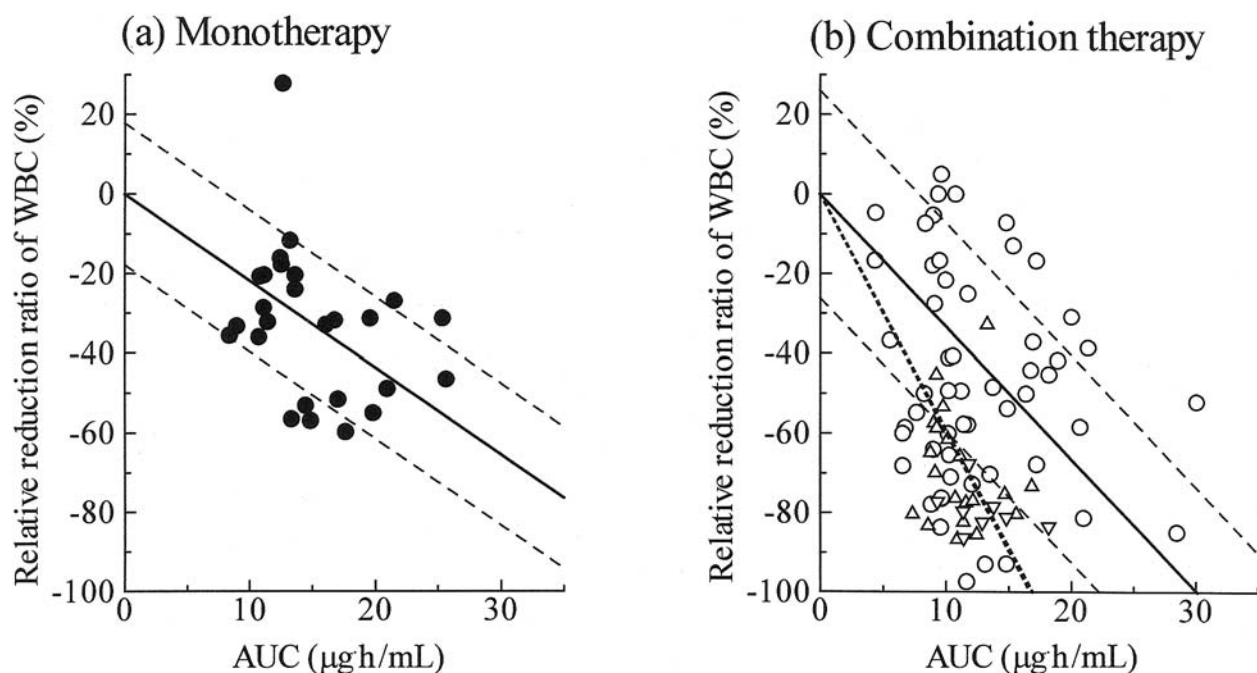 (a) Monotherapy
Relative reduction ratio of WBC (%)
20
0
-20
-40
-60
-80
-100
0 10 20 30
AUC (μg·h/mL)
(b) Combination therapy
Relative reduction ratio of WBC (%)
20
0
-20
-40
-60
-80
-100
0 10 20 30
AUC (μg·h/mL)